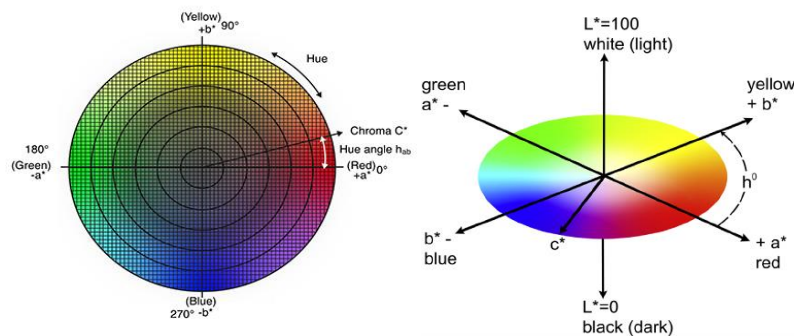 (Yellow)
+b* 90°
Hue
Chroma C*
Hue angle hab
180°
(Green)
-a*
(Red)
+a* 0°
(Blue)
270° -b*
L*=100
white (light)
green
a* -
yellow
+ b*
h⁰
b* -
blue
c*
+ a*
red
L*=0
black (dark)